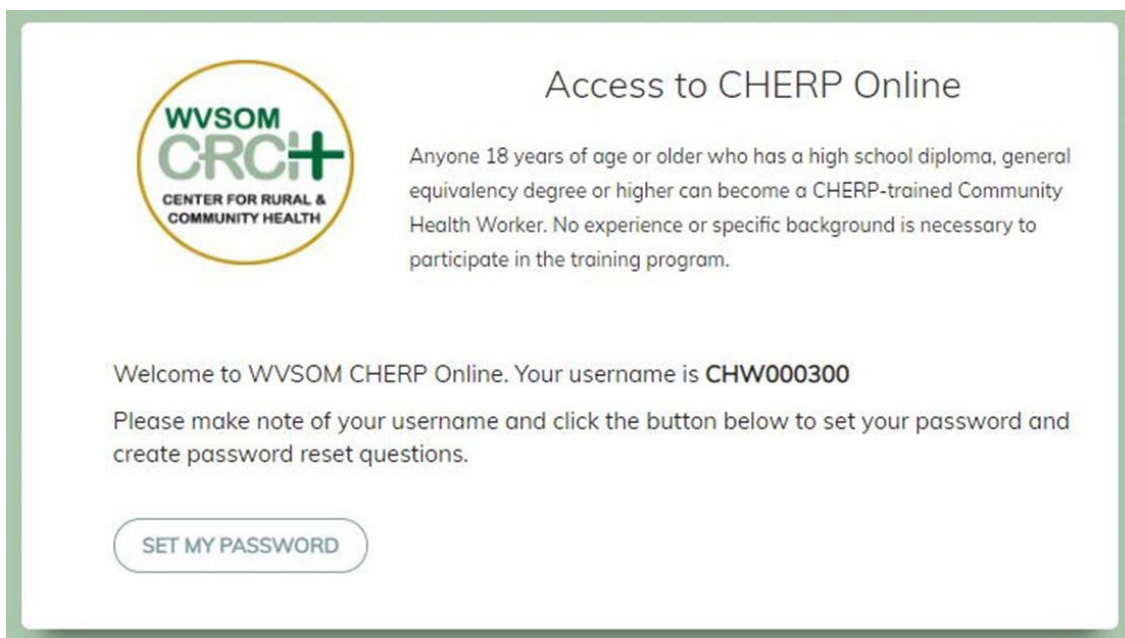 WVSOM
CRCH
CENTER FOR RURAL &
COMMUNITY HEALTH
Access to CHERP Online
Anyone 18 years of age or older who has a high school diploma, general
equivalency degree or higher can become a CHERP-trained Community
Health Worker. No experience or specific background is necessary to
participate in the training program.
Welcome to WVSOM CHERP Online. Your username is CHW000300
Please make note of your username and click the button below to set your password and
create password reset questions.
SET MY PASSWORD